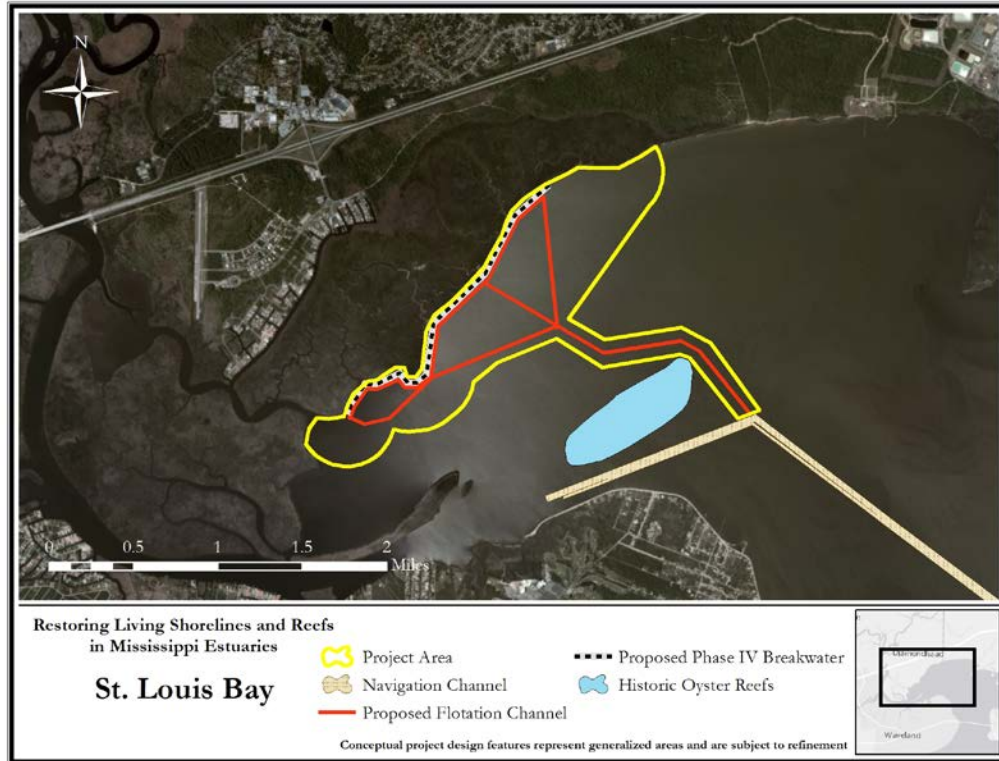 N
0 0.5 1 1.5 2
Miles
Restoring Living Shorelines and Reefs
in Mississippi Estuaries
St. Louis Bay
Project Area
Navigation Channel
Proposed Flotation Channel
Proposed Phase IV Breakwater
Historic Oyster Reefs
Conceptual project design features represent generalized areas and are subject to refinement
Diamondhead
Waveland